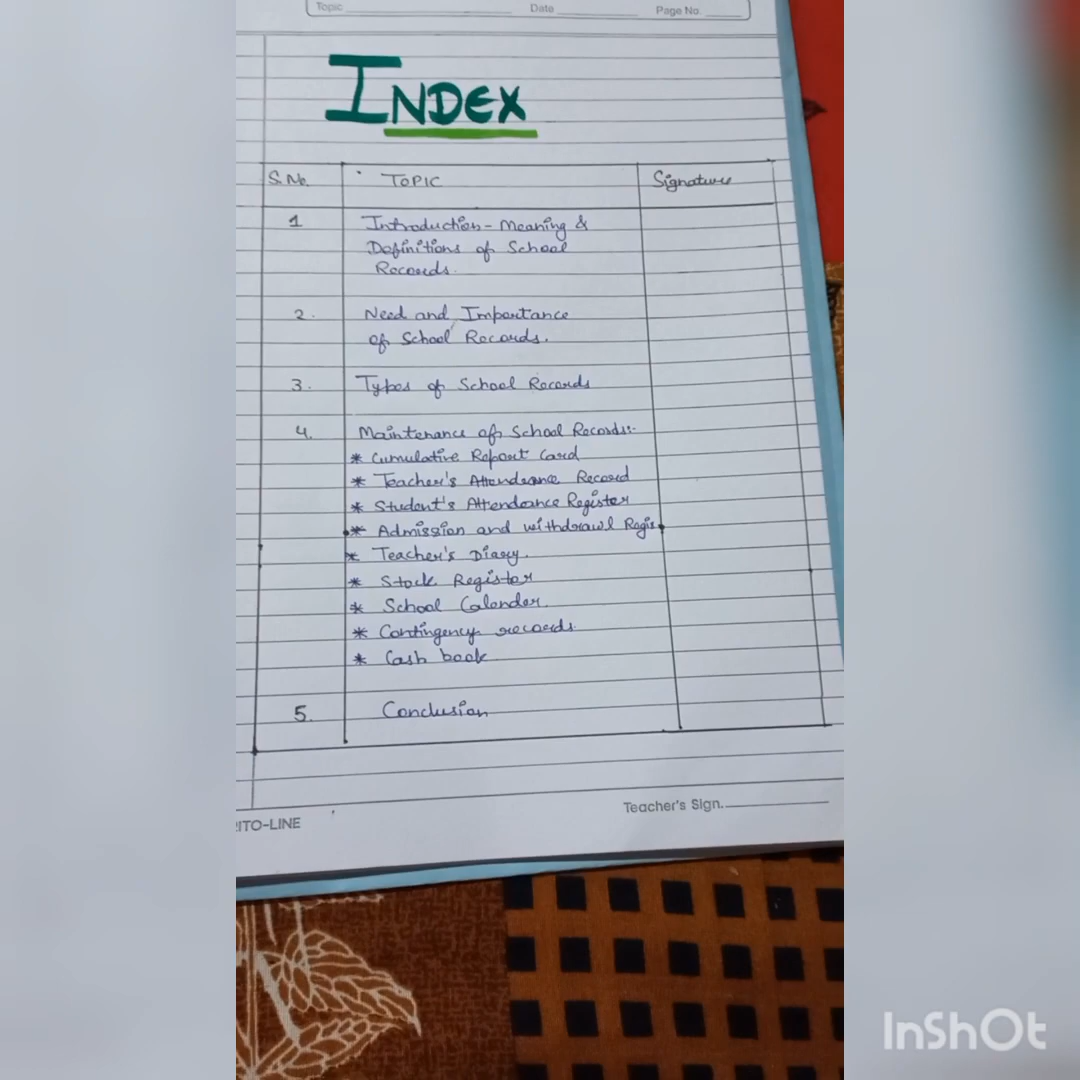 Topic Date Page No.
INDEX
S.No. TOPIC Signature
1 Introduction - Meaning &
Definitions of School
Records.
2. Need and Importance
of School Records.
3. Types of School Records
4. Maintenance of School Records:-
* Cumulative Report Card
* Teacher's Attendance Record
* Student's Attendance Register
* Admission and withdrawl Regis
* Teacher's Diary.
* Stock Register
* School Calender.
* Contingency records.
* Cash book
5. Conclusion
Teacher's Sign.
ITO-LINE
InShOt